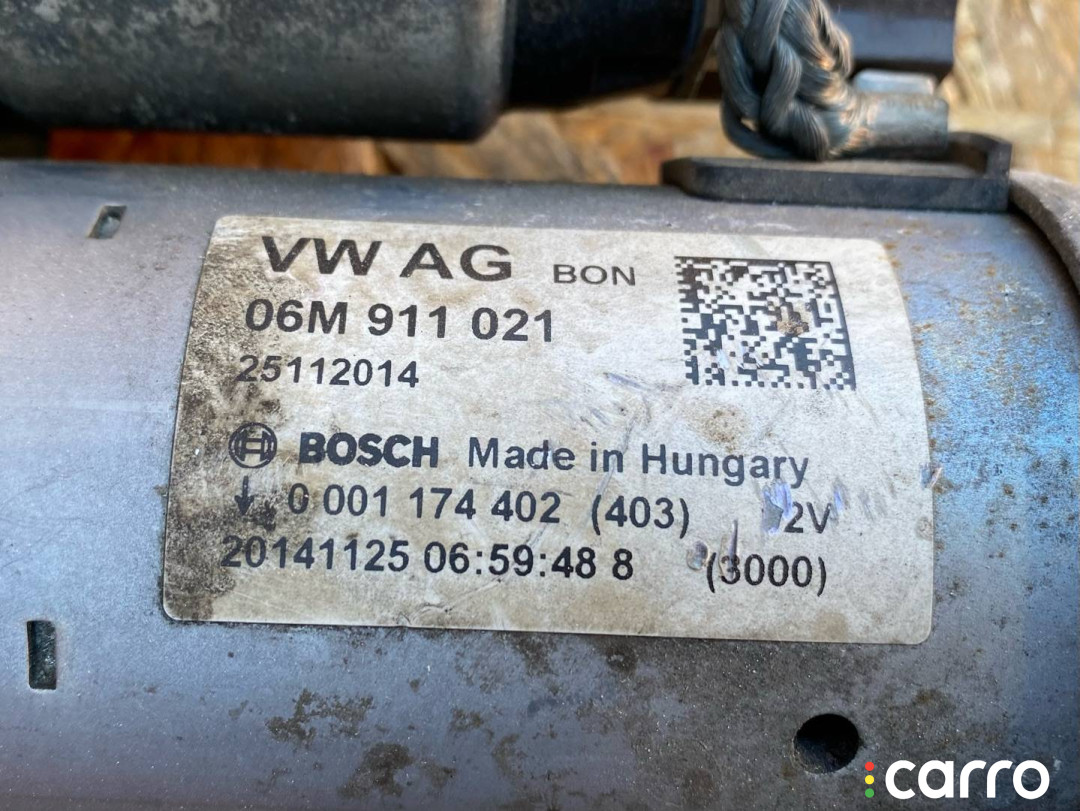 VW AG BON
06M 911 021
25112014
BOSCH Made in Hungary
0 001 174 402 (403) 2V
20141125 06:59:48 8 (3000)
carro